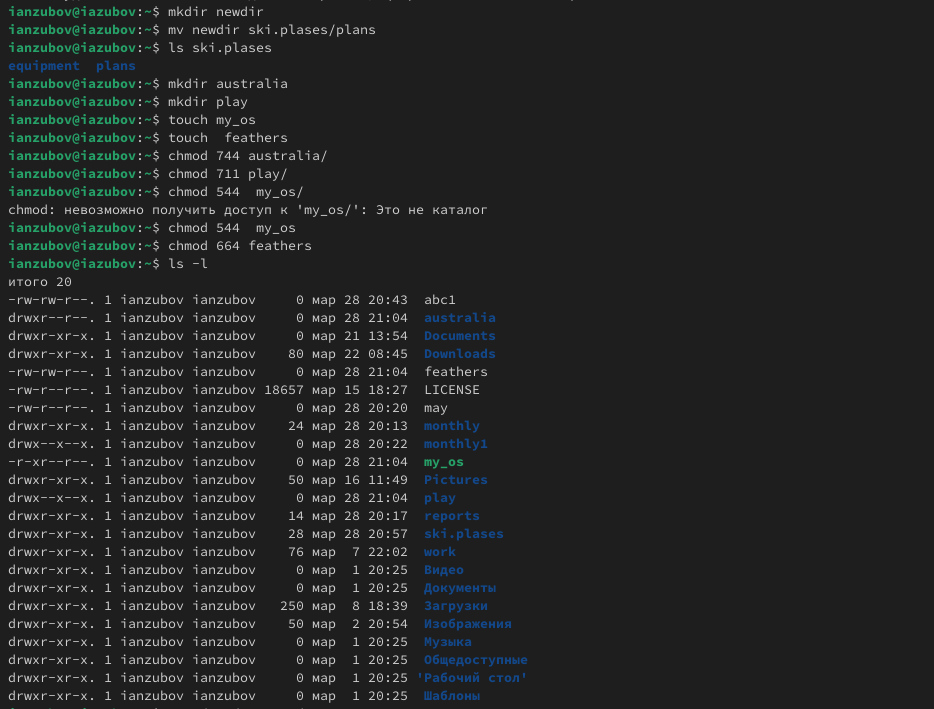 ianzubov@iazubov:~$ mkdir newdir
ianzubov@iazubov:~$ mv newdir ski.plases/plans
ianzubov@iazubov:~$ ls ski.plases
equipment  plans
ianzubov@iazubov:~$ mkdir australia
ianzubov@iazubov:~$ mkdir play
ianzubov@iazubov:~$ touch my_os
ianzubov@iazubov:~$ touch  feathers
ianzubov@iazubov:~$ chmod 744 australia/
ianzubov@iazubov:~$ chmod 711 play/
ianzubov@iazubov:~$ chmod 544  my_os/
chmod: невозможно получить доступ к 'my_os/': Это не каталог
ianzubov@iazubov:~$ chmod 544  my_os
ianzubov@iazubov:~$ chmod 664 feathers
ianzubov@iazubov:~$ ls -l
итого 20
-rw-rw-r--. 1 ianzubov ianzubov     0 мар 28 20:43  abc1
drwxr--r--. 1 ianzubov ianzubov     0 мар 28 21:04  australia
drwxr-xr-x. 1 ianzubov ianzubov     0 мар 21 13:54  Documents
drwxr-xr-x. 1 ianzubov ianzubov    80 мар 22 08:45  Downloads
-rw-rw-r--. 1 ianzubov ianzubov     0 мар 28 21:04  feathers
-rw-r--r--. 1 ianzubov ianzubov 18657 мар 15 18:27  LICENSE
-rw-r--r--. 1 ianzubov ianzubov     0 мар 28 20:20  may
drwxr-xr-x. 1 ianzubov ianzubov    24 мар 28 20:13  monthly
drwx--x--x. 1 ianzubov ianzubov     0 мар 28 20:22  monthly1
-r-xr--r--. 1 ianzubov ianzubov     0 мар 28 21:04  my_os
drwxr-xr-x. 1 ianzubov ianzubov    50 мар 16 11:49  Pictures
drwx--x--x. 1 ianzubov ianzubov     0 мар 28 21:04  play
drwxr-xr-x. 1 ianzubov ianzubov    14 мар 28 20:17  reports
drwxr-xr-x. 1 ianzubov ianzubov    28 мар 28 20:57  ski.plases
drwxr-xr-x. 1 ianzubov ianzubov    76 мар  7 22:02  work
drwxr-xr-x. 1 ianzubov ianzubov     0 мар  1 20:25  Видео
drwxr-xr-x. 1 ianzubov ianzubov     0 мар  1 20:25  Документы
drwxr-xr-x. 1 ianzubov ianzubov   250 мар  8 18:39  Загрузки
drwxr-xr-x. 1 ianzubov ianzubov    50 мар  2 20:54  Изображения
drwxr-xr-x. 1 ianzubov ianzubov     0 мар  1 20:25  Музыка
drwxr-xr-x. 1 ianzubov ianzubov     0 мар  1 20:25  Общедоступные
drwxr-xr-x. 1 ianzubov ianzubov     0 мар  1 20:25 'Рабочий стол'
drwxr-xr-x. 1 ianzubov ianzubov     0 мар  1 20:25  Шаблоны